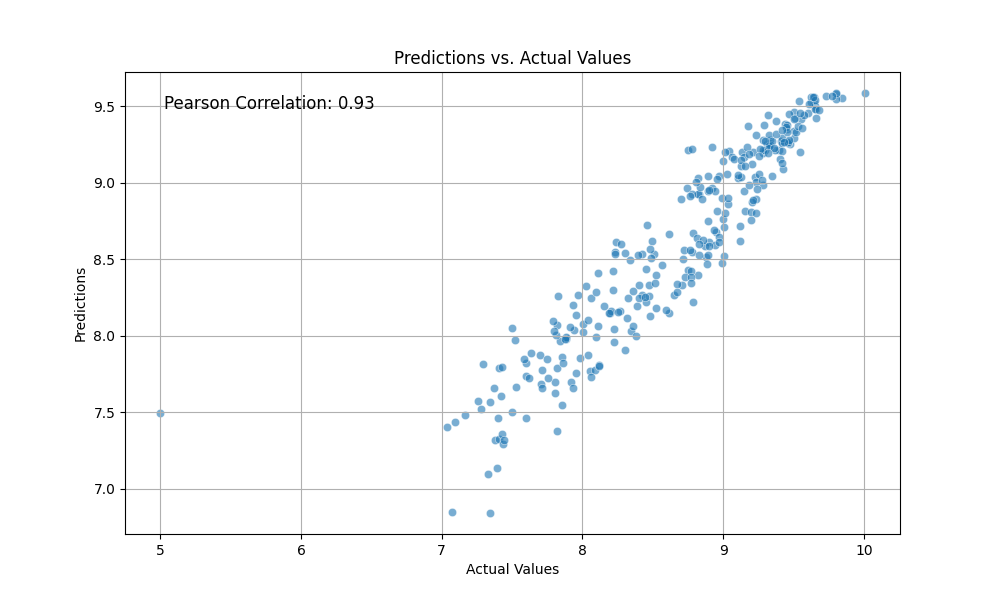 Predictions vs. Actual Values
Pearson Correlation: 0.93
9.5
9.0
8.5
8.0
7.5
7.0
Predictions
5 6 7 8 9 10
Actual Values